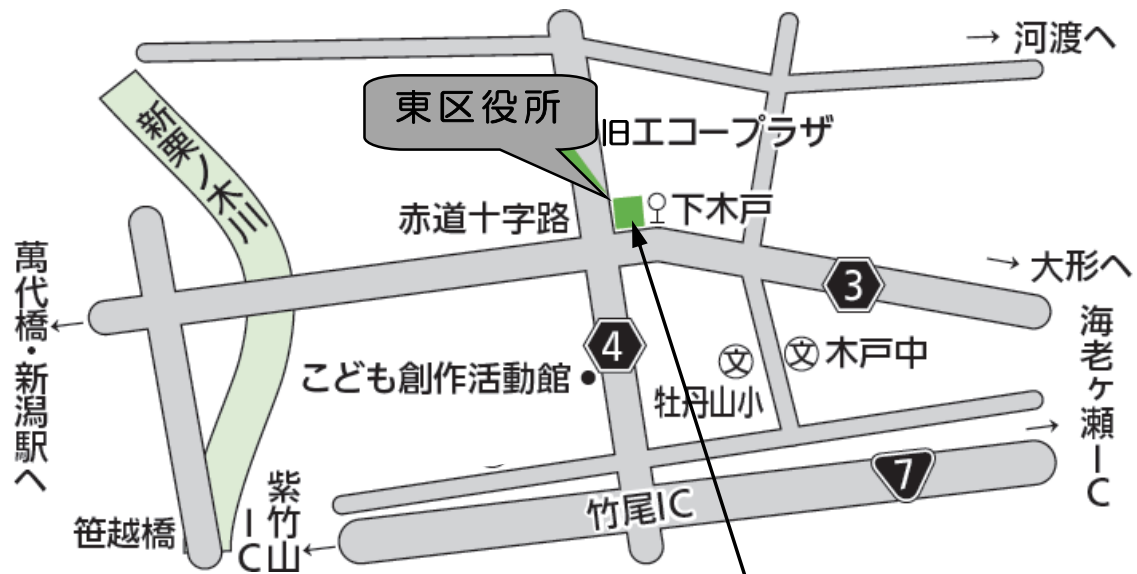 → 河渡へ
東区役所
旧エコープラザ
新栗ノ木川
下木戸
赤道十字路
→ 大形へ
萬代橋・新潟駅へ
←
3
4
文 木戸中
文
牡丹山小
こども創作活動館
海老ヶ瀬IC
→
7
竹尾IC
笹越橋
紫竹山
IC
←